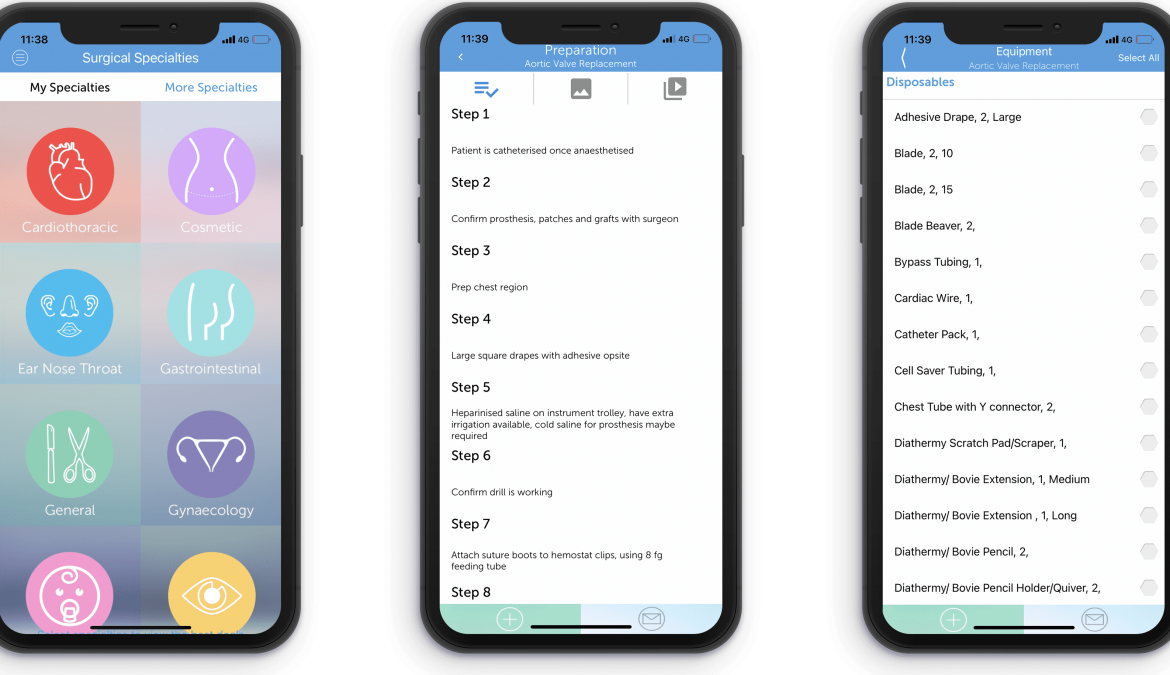 11:38
4G
Surgical Specialties
My Specialties
More Specialties
Cardiothoracic
Cosmetic
Ear Nose Throat
Gastrointestinal
General
Gynaecology
11:39
4G
Preparation
Aortic Valve Replacement
Step 1
Patient is catheterised once anaesthetised
Step 2
Confirm prosthesis, patches and grafts with surgeon
Step 3
Prep chest region
Step 4
Large square drapes with adhesive opsite
Step 5
Heparinised saline on instrument trolley, have extra
irrigation available, cold saline for prosthesis maybe
required
Step 6
Confirm drill is working
Step 7
Attach suture boots to hemostat clips, using 8 fg
feeding tube
Step 8
11:39
4G
Equipment
Aortic Valve Replacement
Select All
Disposables
Adhesive Drape, 2, Large
Blade, 2, 10
Blade, 2, 15
Blade Beaver, 2,
Bypass Tubing, 1,
Cardiac Wire, 1,
Catheter Pack, 1,
Cell Saver Tubing, 1,
Chest Tube with Y connector, 2,
Diathermy Scratch Pad/Scraper, 1,
Diathermy/ Bovie Extension, 1, Medium
Diathermy/ Bovie Extension , 1, Long
Diathermy/ Bovie Pencil, 2,
Diathermy/ Bovie Pencil Holder/Quiver, 2,